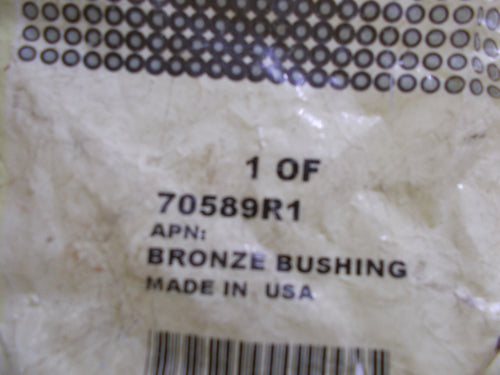 1 OF
70589R1
APN:
BRONZE BUSHING
MADE IN USA